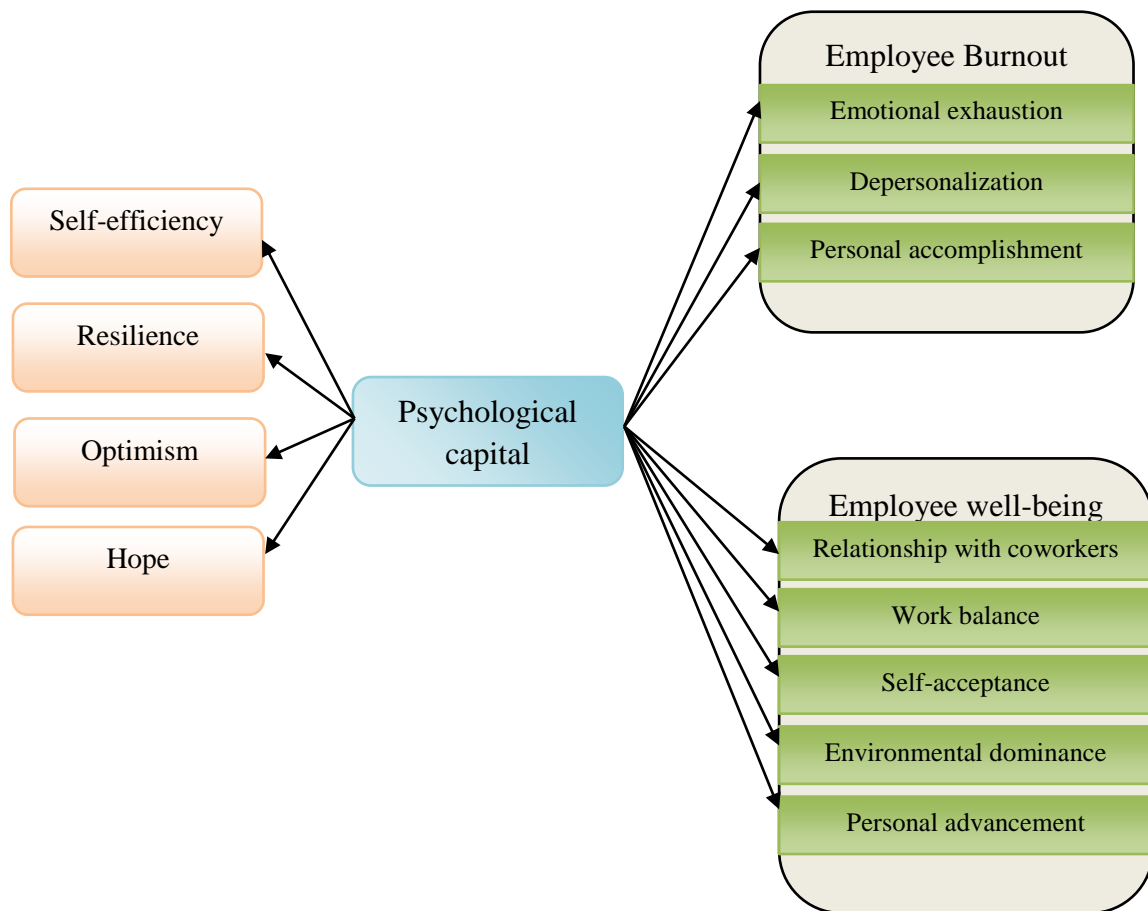 Self-efficiency
Resilience
Optimism
Hope
Psychological
capital
Employee Burnout
Emotional exhaustion
Depersonalization
Personal accomplishment
Employee well-being
Relationship with coworkers
Work balance
Self-acceptance
Environmental dominance
Personal advancement